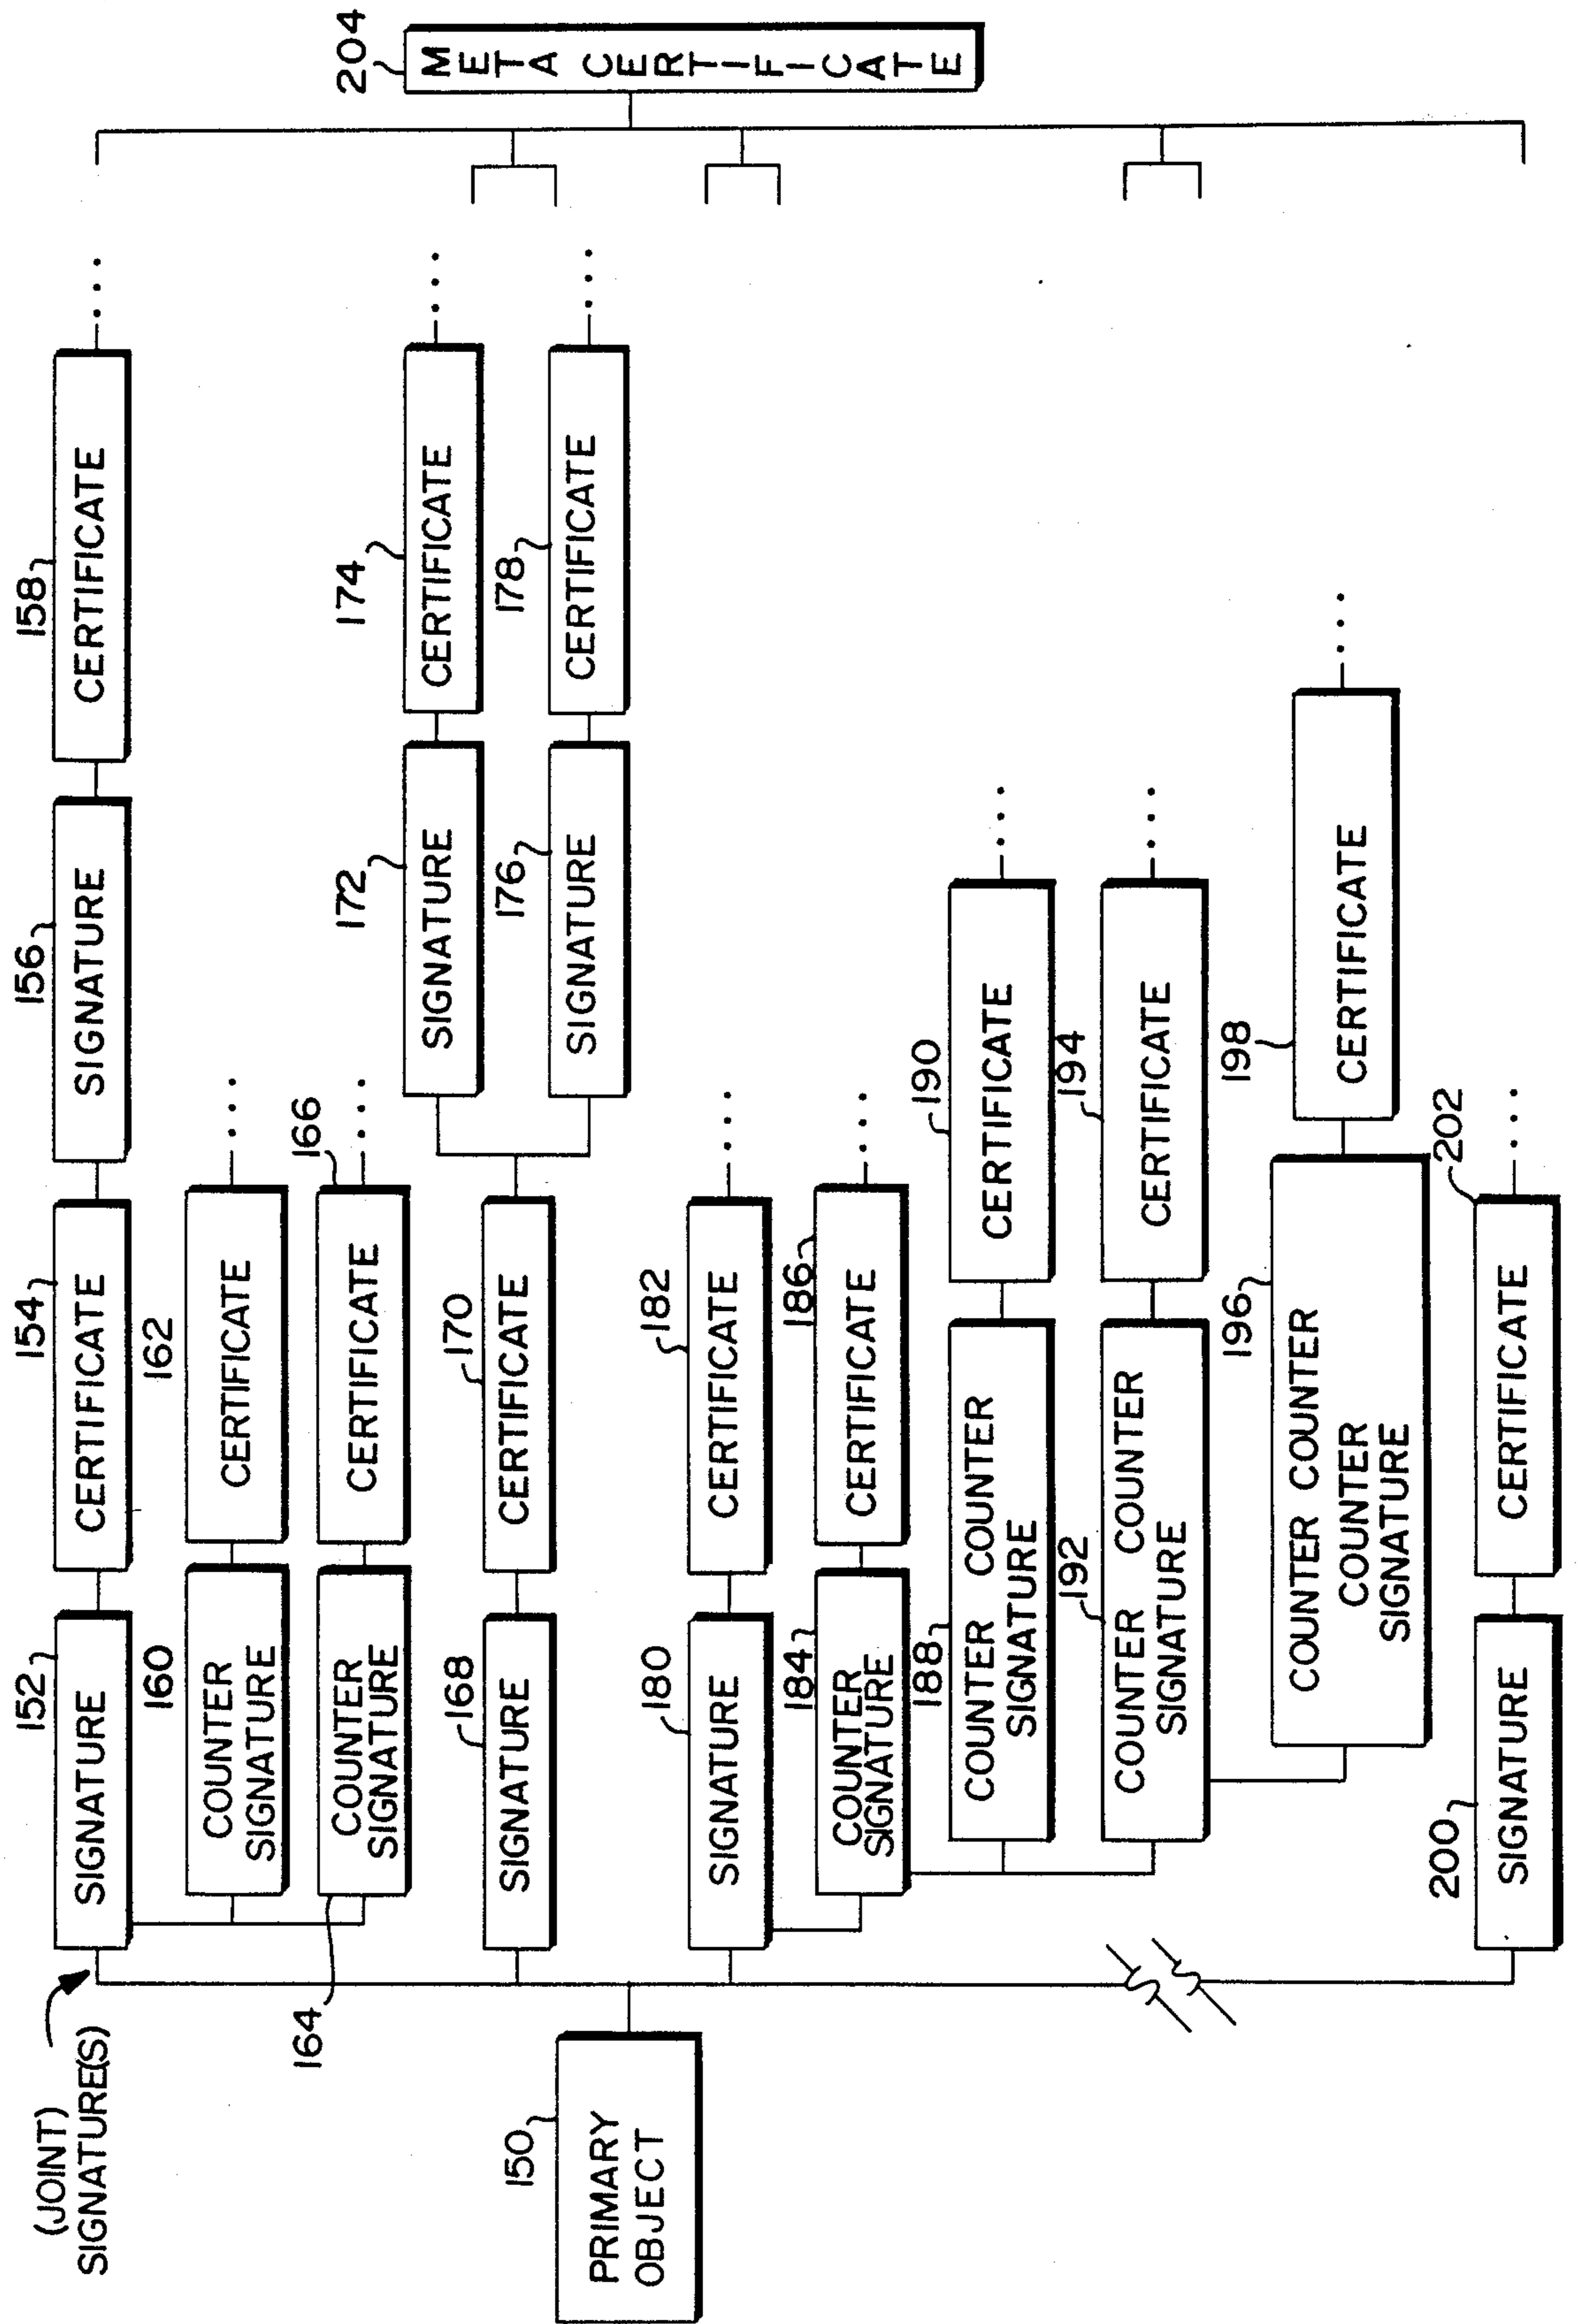 (JOINT)
SIGNATURE(S)
152
SIGNATURE
154
CERTIFICATE
156
SIGNATURE
158
CERTIFICATE
....
160
COUNTER
SIGNATURE
162
CERTIFICATE
....
164
COUNTER
SIGNATURE
166
CERTIFICATE
....
168
SIGNATURE
170
CERTIFICATE
172
SIGNATURE
174
CERTIFICATE
....
176
SIGNATURE
178
CERTIFICATE
....
150
PRIMARY
OBJECT
180
SIGNATURE
182
CERTIFICATE
....
184
COUNTER
SIGNATURE
186
CERTIFICATE
....
188
COUNTER COUNTER
SIGNATURE
190
CERTIFICATE
....
192
COUNTER COUNTER
SIGNATURE
194
CERTIFICATE
....
196
COUNTER COUNTER
COUNTER
SIGNATURE
198
CERTIFICATE
....
200
SIGNATURE
202
CERTIFICATE
....
204
META CERTIFICATE